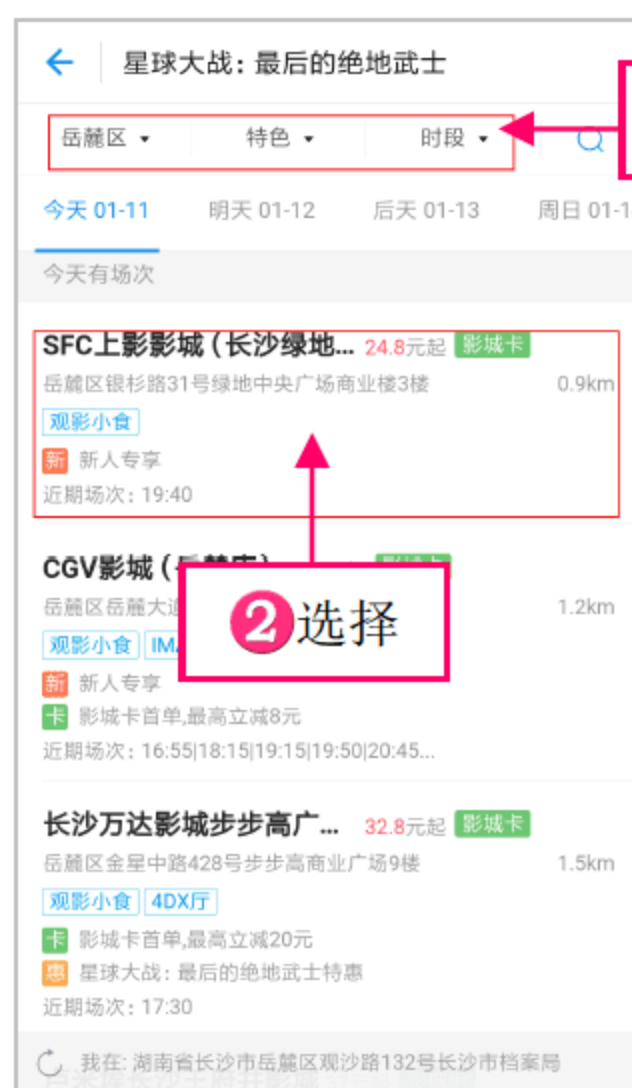 星球大战：最后的绝地武士
岳麓区 特色 时段
今天 01-11 明天 01-12 后天 01-13 周日 01-1
今天有场次
SFC上影影城（长沙绿地... 24.8元起 影城卡
岳麓区银杉路31号绿地中央广场商业楼3楼 0.9km
观影小食
新 新人专享
近期场次：19:40
CGV影城（
岳麓区岳麓大 1.2km
观影小食 IM
2选择
新 新人专享
卡 影城卡首单,最高立减8元
近期场次：16:55|18:15|19:15|19:50|20:45...
长沙万达影城步步高广... 32.8元起 影城卡
岳麓区金星中路428号步步高商业广场9楼 1.5km
观影小食 4DX厅
卡 影城卡首单,最高立减20元
惠 星球大战：最后的绝地武士特惠
近期场次：17:30
我在: 湖南省长沙市岳麓区观沙路132号长沙市档案局